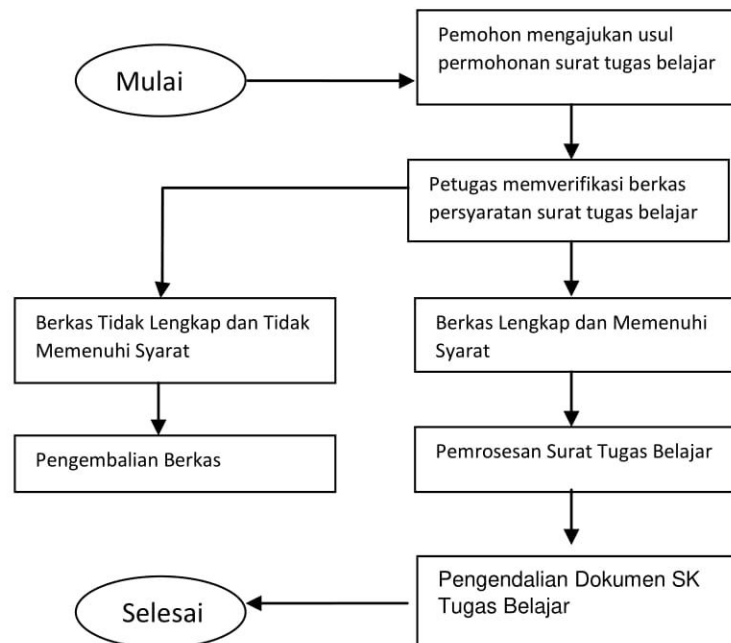 Mulai
Pemohon mengajukan usul
permohonan surat tugas belajar
Petugas memverifikasi berkas
persyaratan surat tugas belajar
Berkas Tidak Lengkap dan Tidak
Memenuhi Syarat
Berkas Lengkap dan Memenuhi
Syarat
Pengembalian Berkas
Pemrosesan Surat Tugas Belajar
Pengendalian Dokumen SK
Tugas Belajar
Selesai